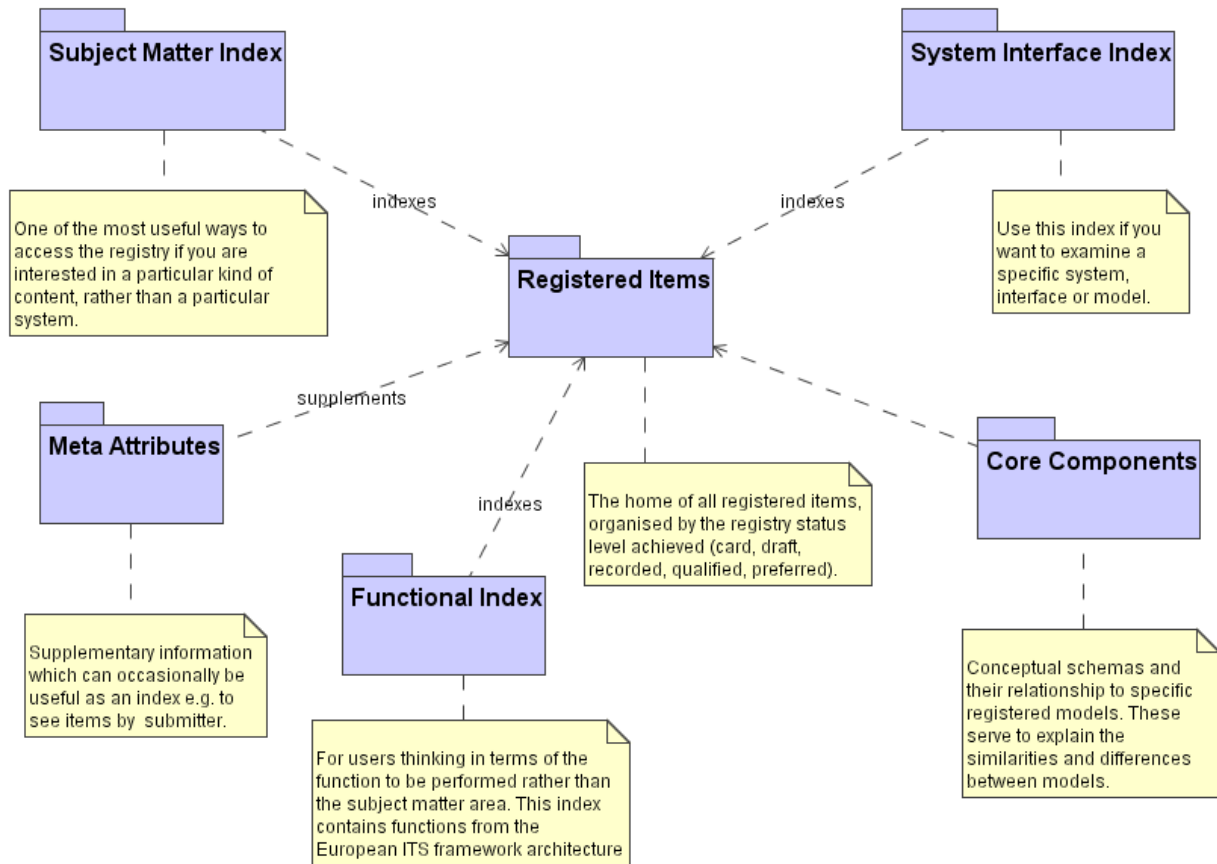 Subject Matter Index
System Interface Index
One of the most useful ways to
access the registry if you are
interested in a particular kind of
content, rather than a particular
system.
indexes
indexes
Use this index if you
want to examine a
specific system,
interface or model.
Registered Items
supplements
Meta Attributes
Core Components
indexes
The home of all registered items,
organised by the registry status
level achieved (card, draft,
recorded, qualified, preferred).
Functional Index
Supplementary information
which can occasionally be
useful as an index e.g. to
see items by  submitter.
Conceptual schemas and
their relationship to specific
registered models. These
serve to explain the
similarities and differences
between models.
For users thinking in terms of the
function to be performed rather than
the subject matter area. This index
contains functions from the
European ITS framework architecture